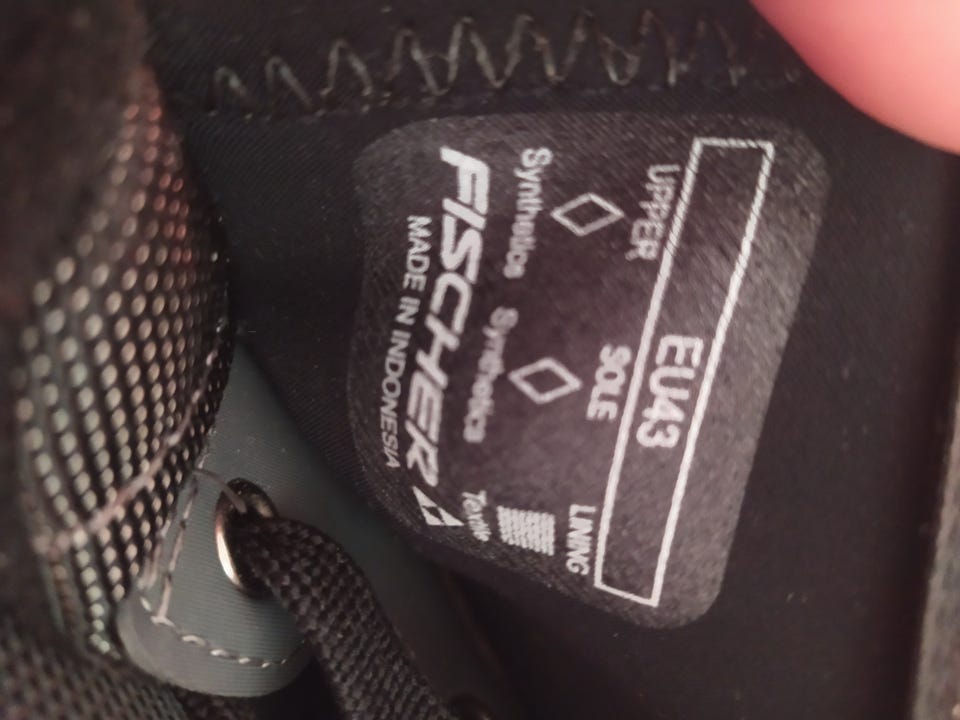 EU43
UPPER SOLE LINING
Synthetics Synthetics Textile
FISCHER
MADE IN INDONESIA